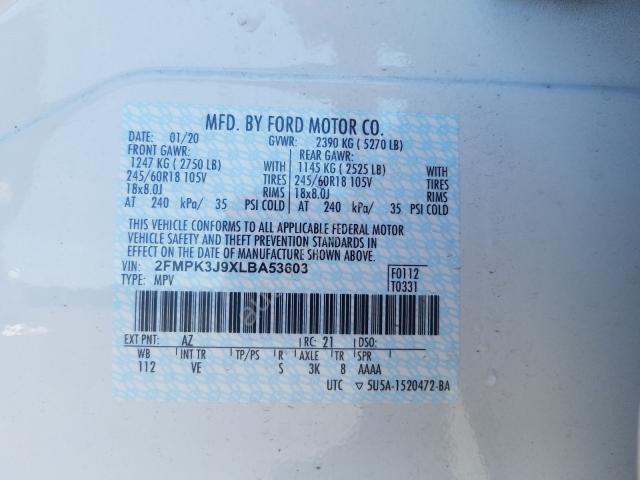 MFD. BY FORD MOTOR CO.
DATE: 01/20 GVWR: 2390 KG ( 5270 LB)
FRONT GAWR: REAR GAWR:
1247 KG ( 2750 LB) 1145 KG ( 2525 LB)
245/60R18 105V TIRES 245/60R18 105V TIRES
18x8.0J RIMS 18x8.0J RIMS
AT 240 kPa/ 35 PSI COLD AT 240 kPa/ 35 PSI COLD
THIS VEHICLE CONFORMS TO ALL APPLICABLE FEDERAL MOTOR
VEHICLE SAFETY AND THEFT PREVENTION STANDARDS IN
EFFECT ON THE DATE OF MANUFACTURE SHOWN ABOVE.
VIN: 2FMPK3J9XLBA53603 F0112
TYPE: MPV T0331
EXT PNT: AZ RC: 21 DSO:
WB INT TR TP/PS R AXLE TR SPR
112 VE S 3K 8 AAAA
UTC ▽ 5U5A-1520472-BA